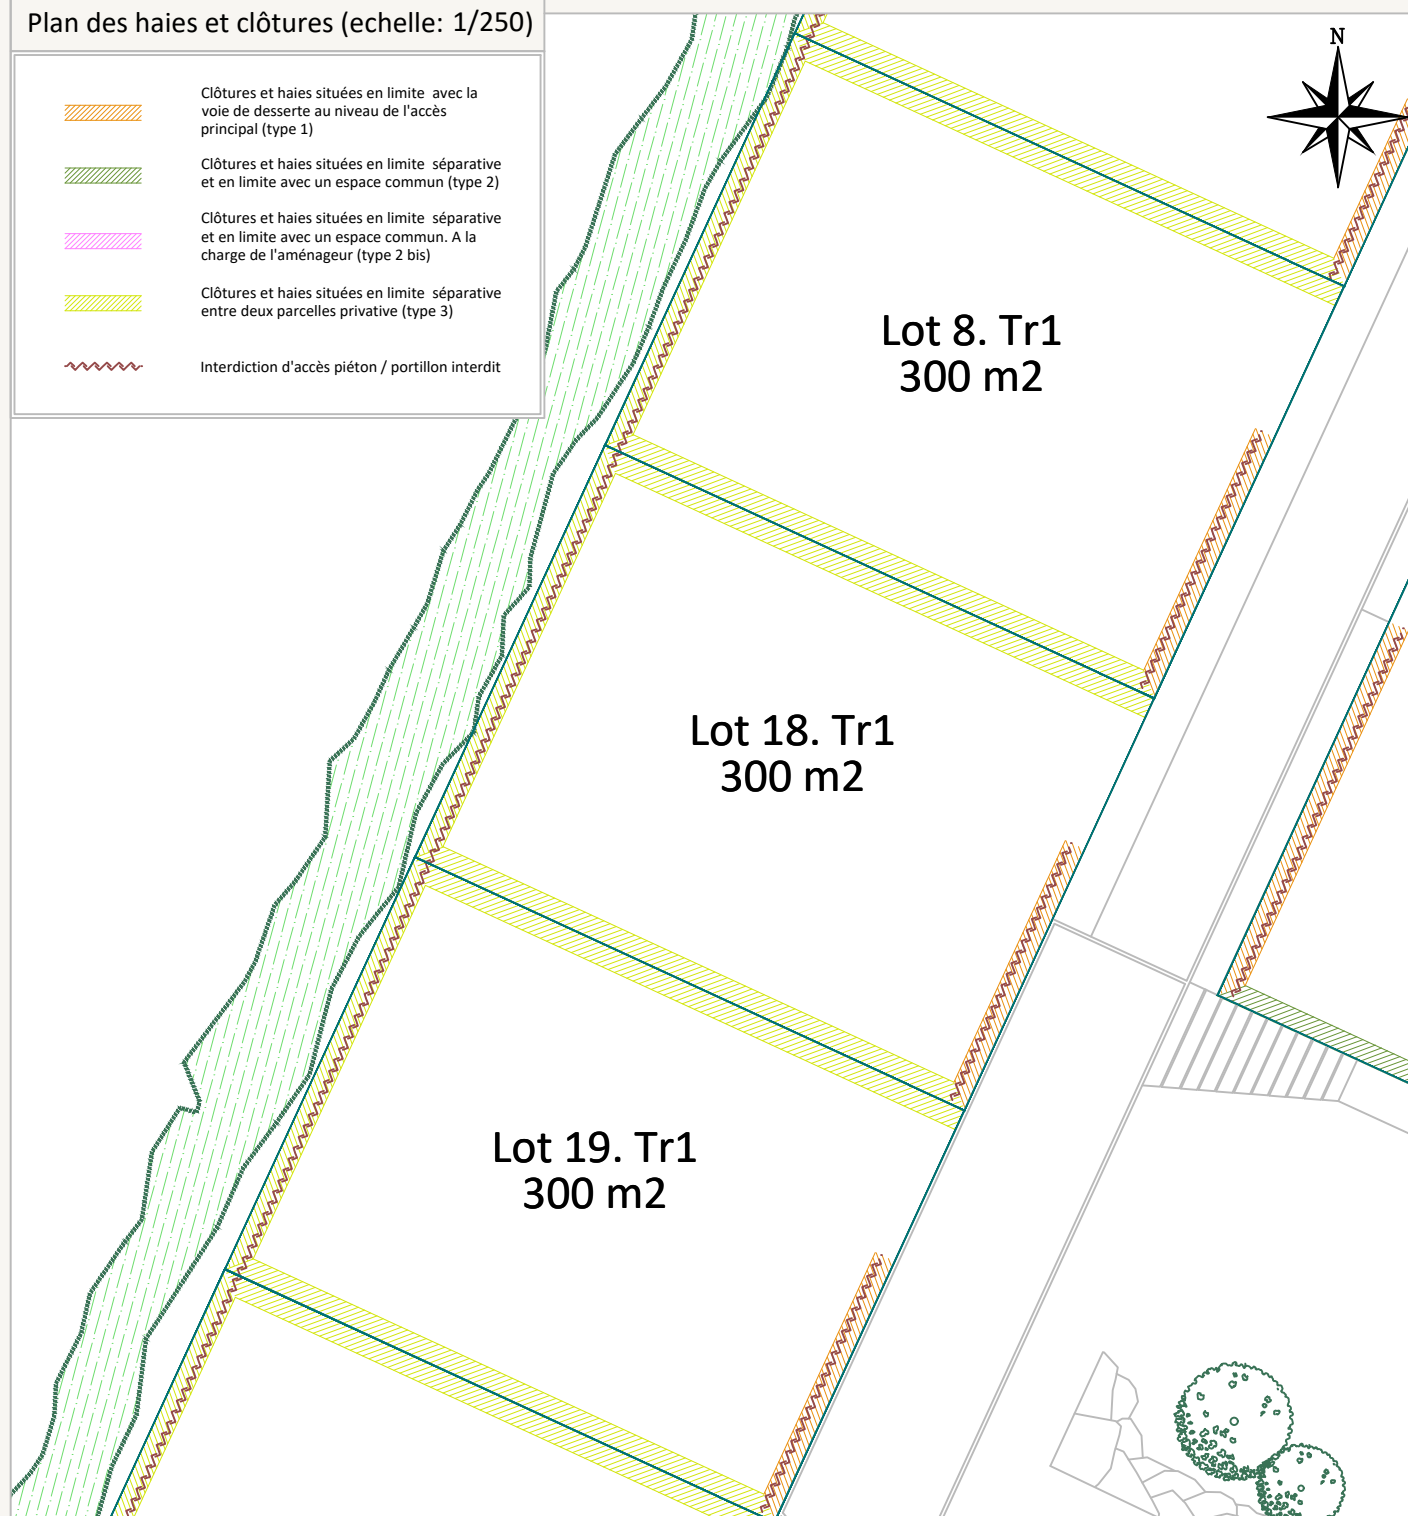 Plan des haies et clôtures (echelle: 1/250)
Clôtures et haies situées en limite avec la
voie de desserte au niveau de l'accès
principal (type 1)
Clôtures et haies situées en limite séparative
et en limite avec un espace commun (type 2)
Clôtures et haies situées en limite séparative
et en limite avec un espace commun. A la
charge de l'aménageur (type 2 bis)
Clôtures et haies situées en limite séparative
entre deux parcelles privative (type 3)
Interdiction d'accès piéton / portillon interdit
N
Lot 8. Tr1
300 m2
Lot 18. Tr1
300 m2
Lot 19. Tr1
300 m2